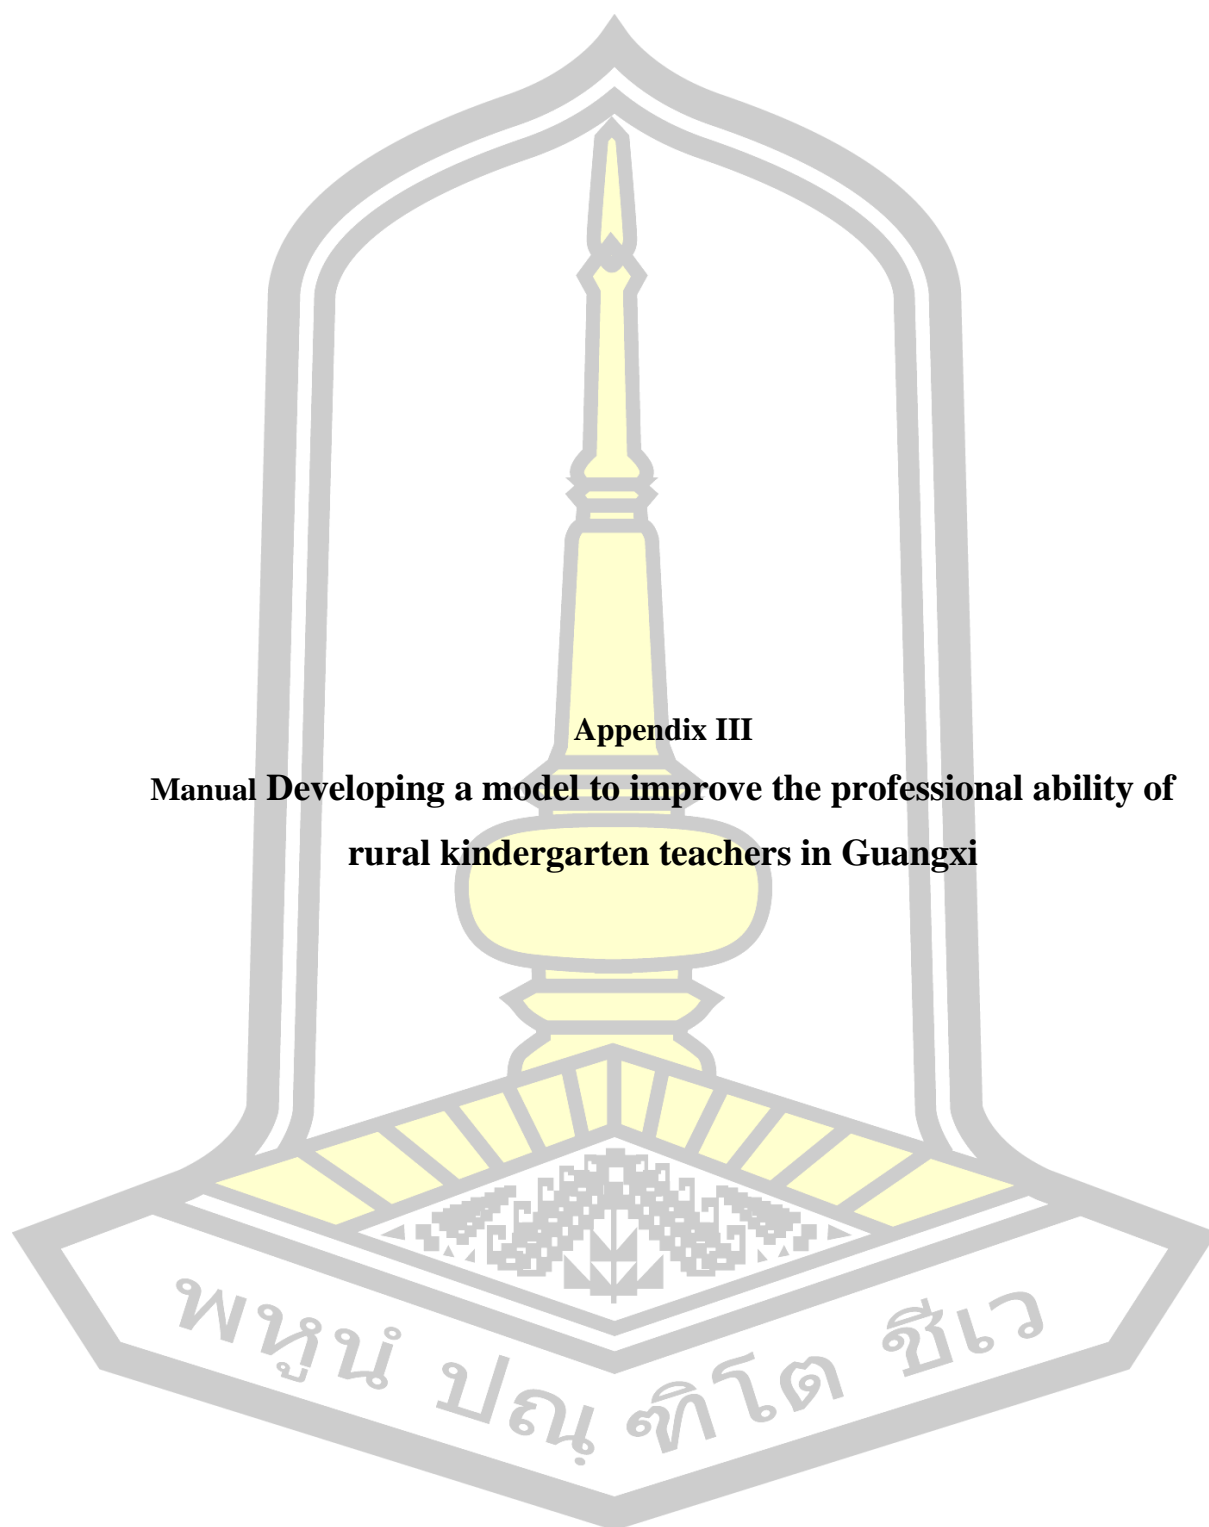 Appendix III
Manual Developing a model to improve the professional ability of
rural kindergarten teachers in Guangxi
พหูนํ ปณฺฑิโต ชีเว